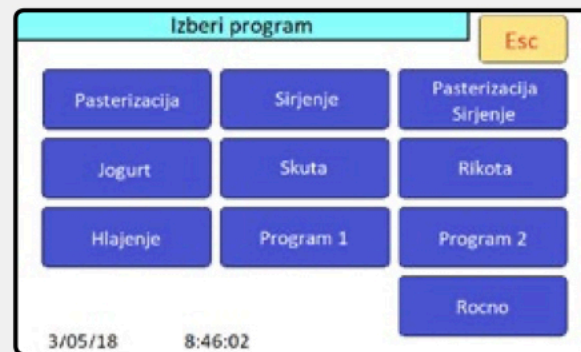 Izberi program
Esc
Pasterizacija
Sirjenje
Pasterizacija
Sirjenje
Jogurt
Skuta
Rikota
Hlajenje
Program 1
Program 2
Rocno
3/05/18 8:46:02